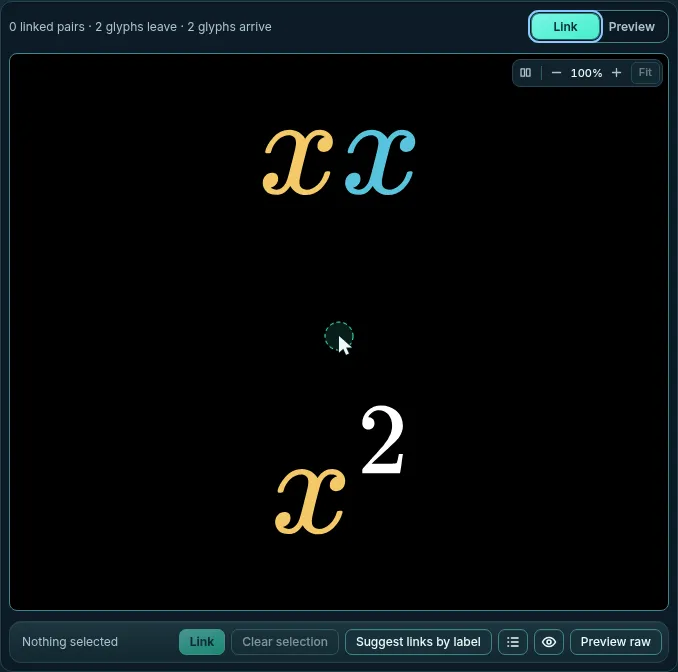 0 linked pairs · 2 glyphs leave · 2 glyphs arrive Link Preview
− 100% + Fit
x x
x²
Nothing selected Link Clear selection Suggest links by label Preview raw